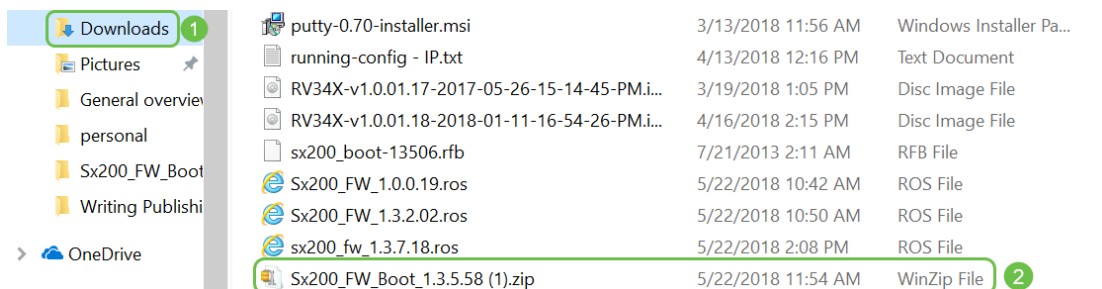 Downloads 1
Pictures
General overview
personal
Sx200_FW_Boot
Writing Publishi
OneDrive
putty-0.70-installer.msi 3/13/2018 11:56 AM Windows Installer Pa...
running-config - IP.txt 4/13/2018 12:16 PM Text Document
RV34X-v1.0.01.17-2017-05-26-15-14-45-PM.i... 3/19/2018 1:05 PM Disc Image File
RV34X-v1.0.01.18-2018-01-11-16-54-26-PM.i... 4/16/2018 2:15 PM Disc Image File
sx200_boot-13506.rfb 7/21/2013 2:11 AM RFB File
Sx200_FW_1.0.0.19.ros 5/22/2018 10:42 AM ROS File
Sx200_FW_1.3.2.02.ros 5/22/2018 10:50 AM ROS File
sx200_fw_1.3.7.18.ros 5/22/2018 2:08 PM ROS File
Sx200_FW_Boot_1.3.5.58 (1).zip 5/22/2018 11:54 AM WinZip File 2